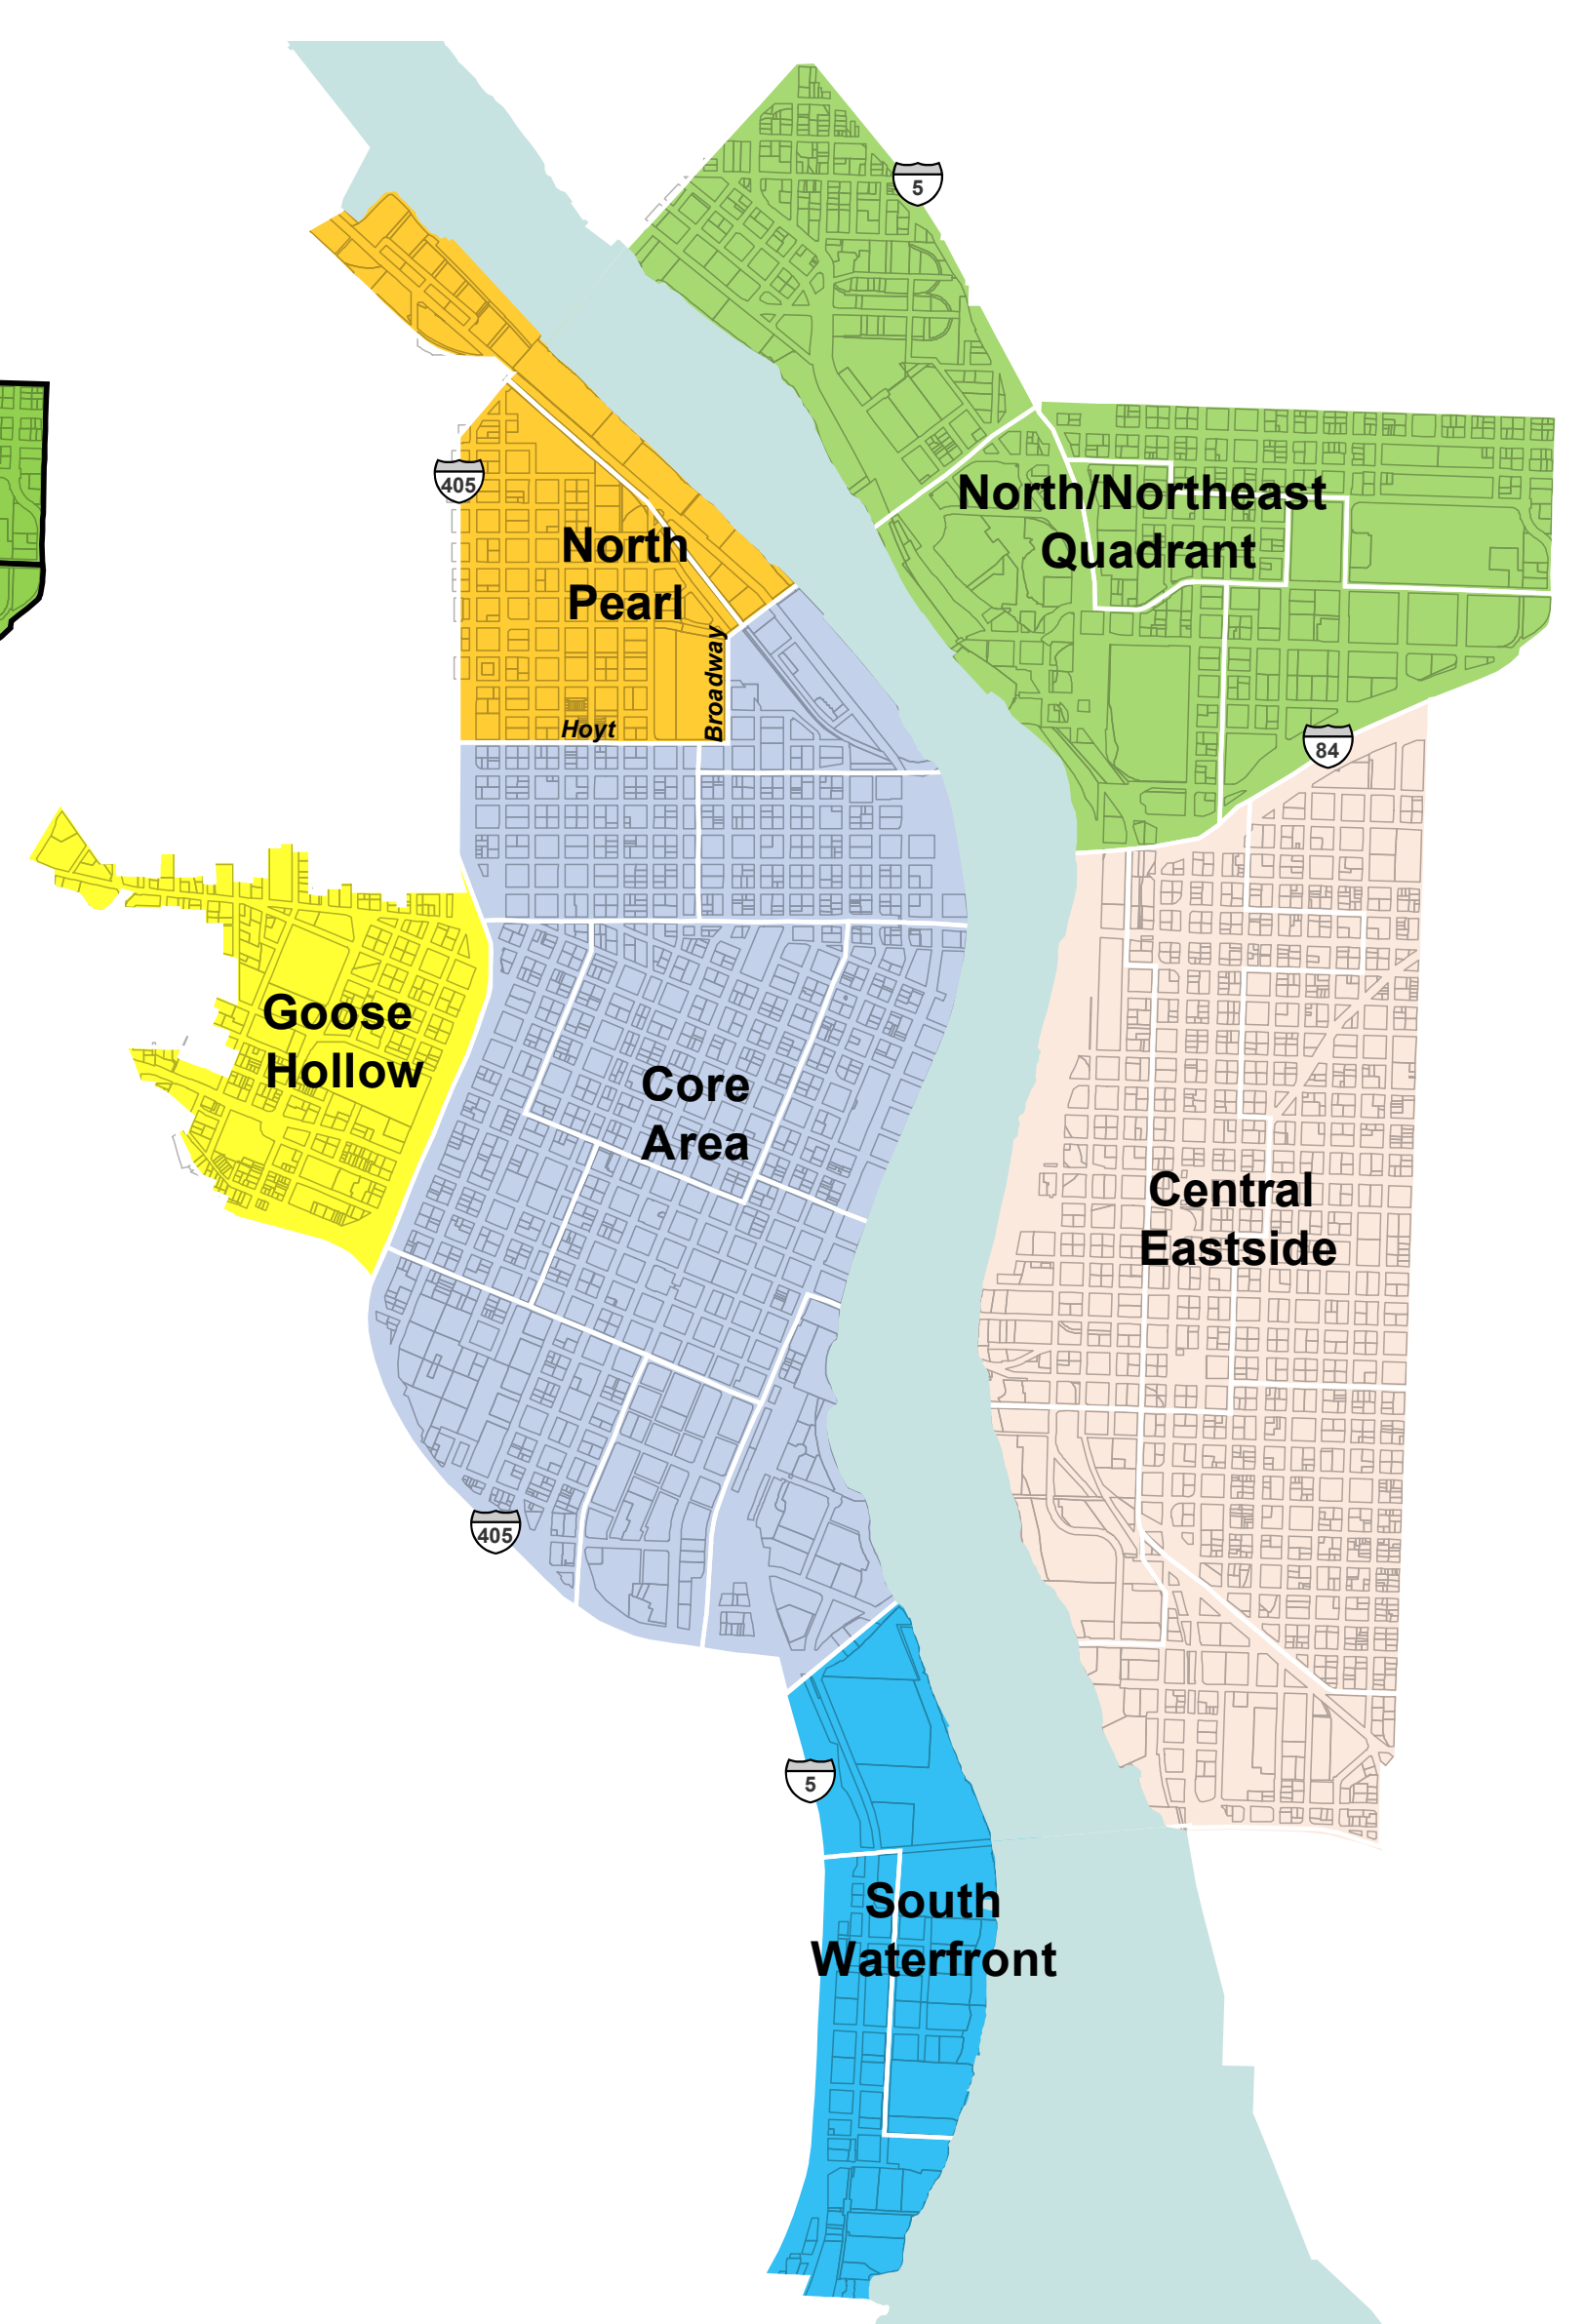 5
405
North/Northeast
Quadrant
North
Pearl
Broadway
Hoyt
84
Goose
Hollow
Core
Area
Central
Eastside
405
5
South
Waterfront